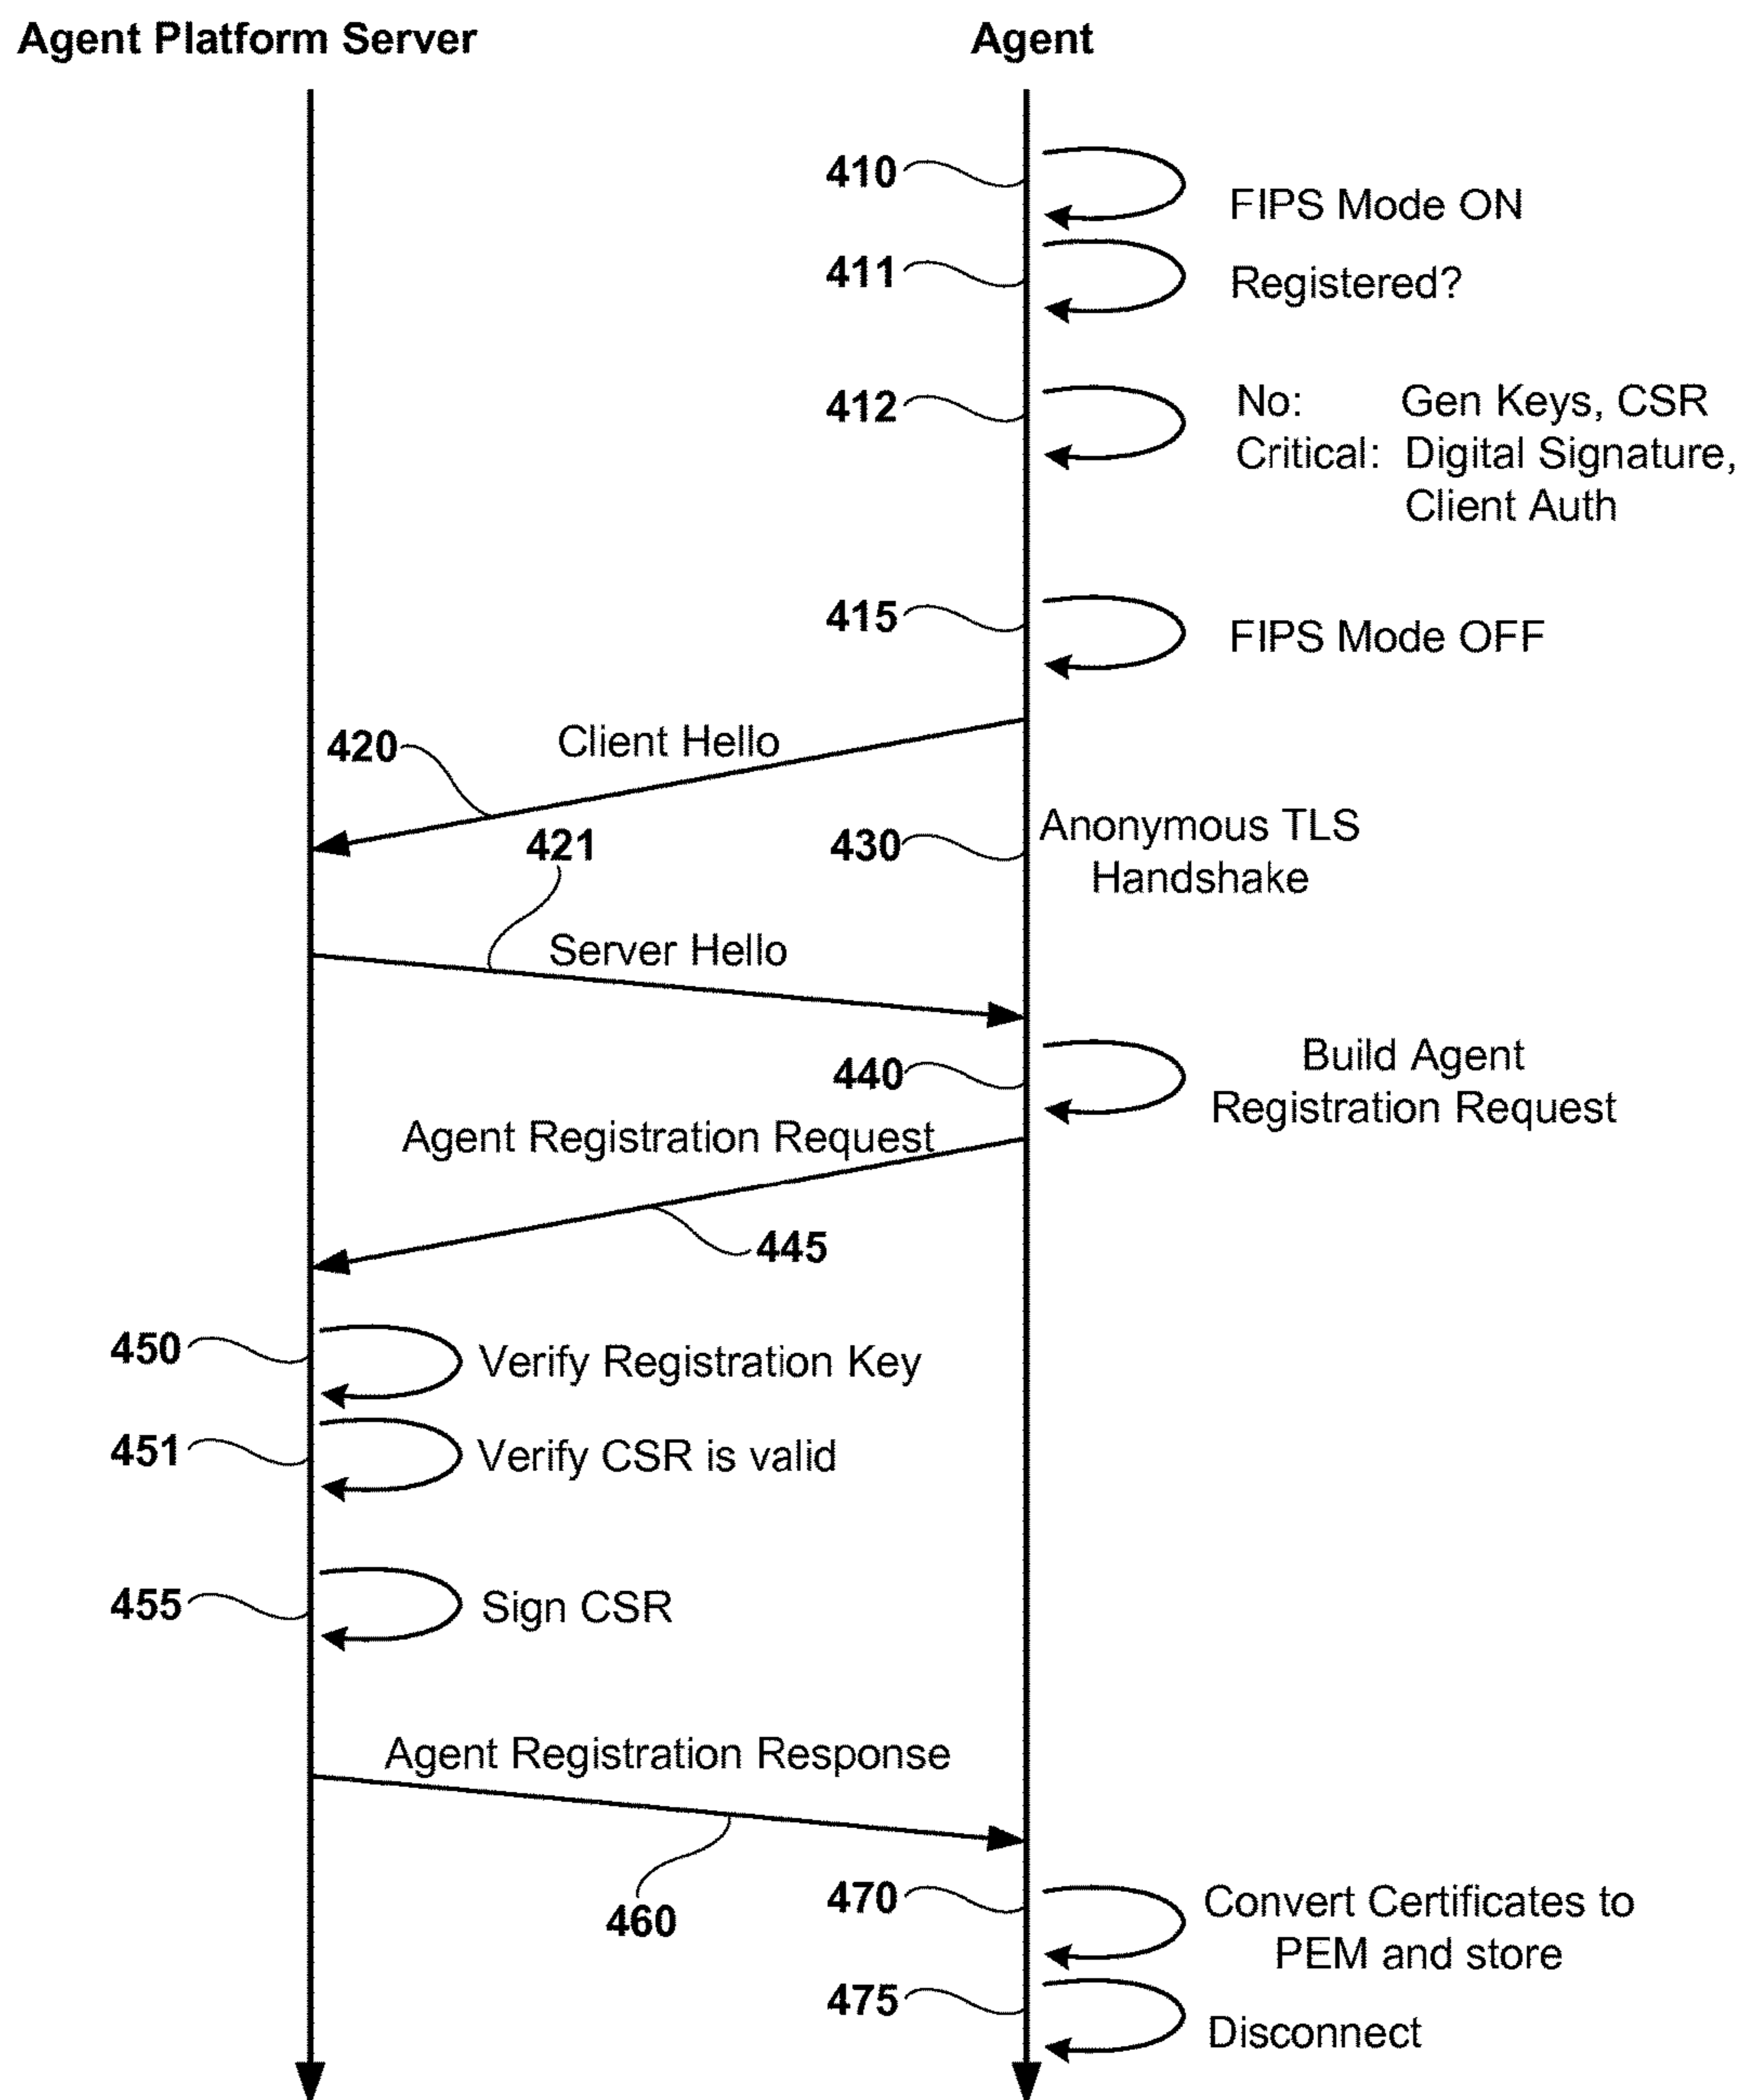 Agent Platform Server
Agent
410
FIPS Mode ON
411
Registered?
412
No: Gen Keys, CSR
Critical: Digital Signature,
Client Auth
415
FIPS Mode OFF
420
Client Hello
421
430
Anonymous TLS
Handshake
Server Hello
440
Build Agent
Registration Request
Agent Registration Request
445
450
Verify Registration Key
451
Verify CSR is valid
455
Sign CSR
Agent Registration Response
460
470
Convert Certificates to
PEM and store
475
Disconnect